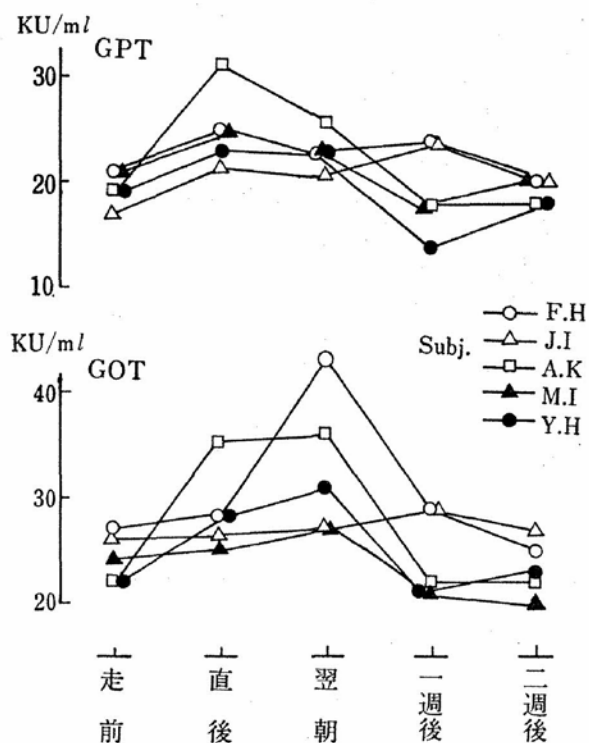 KU/ml
GPT
30
20
10
KU/ml
GOT
40
30
20
Subj.
F.H
J.I
A.K
M.I
Y.H
走前
直後
翌朝
一週後
二週後